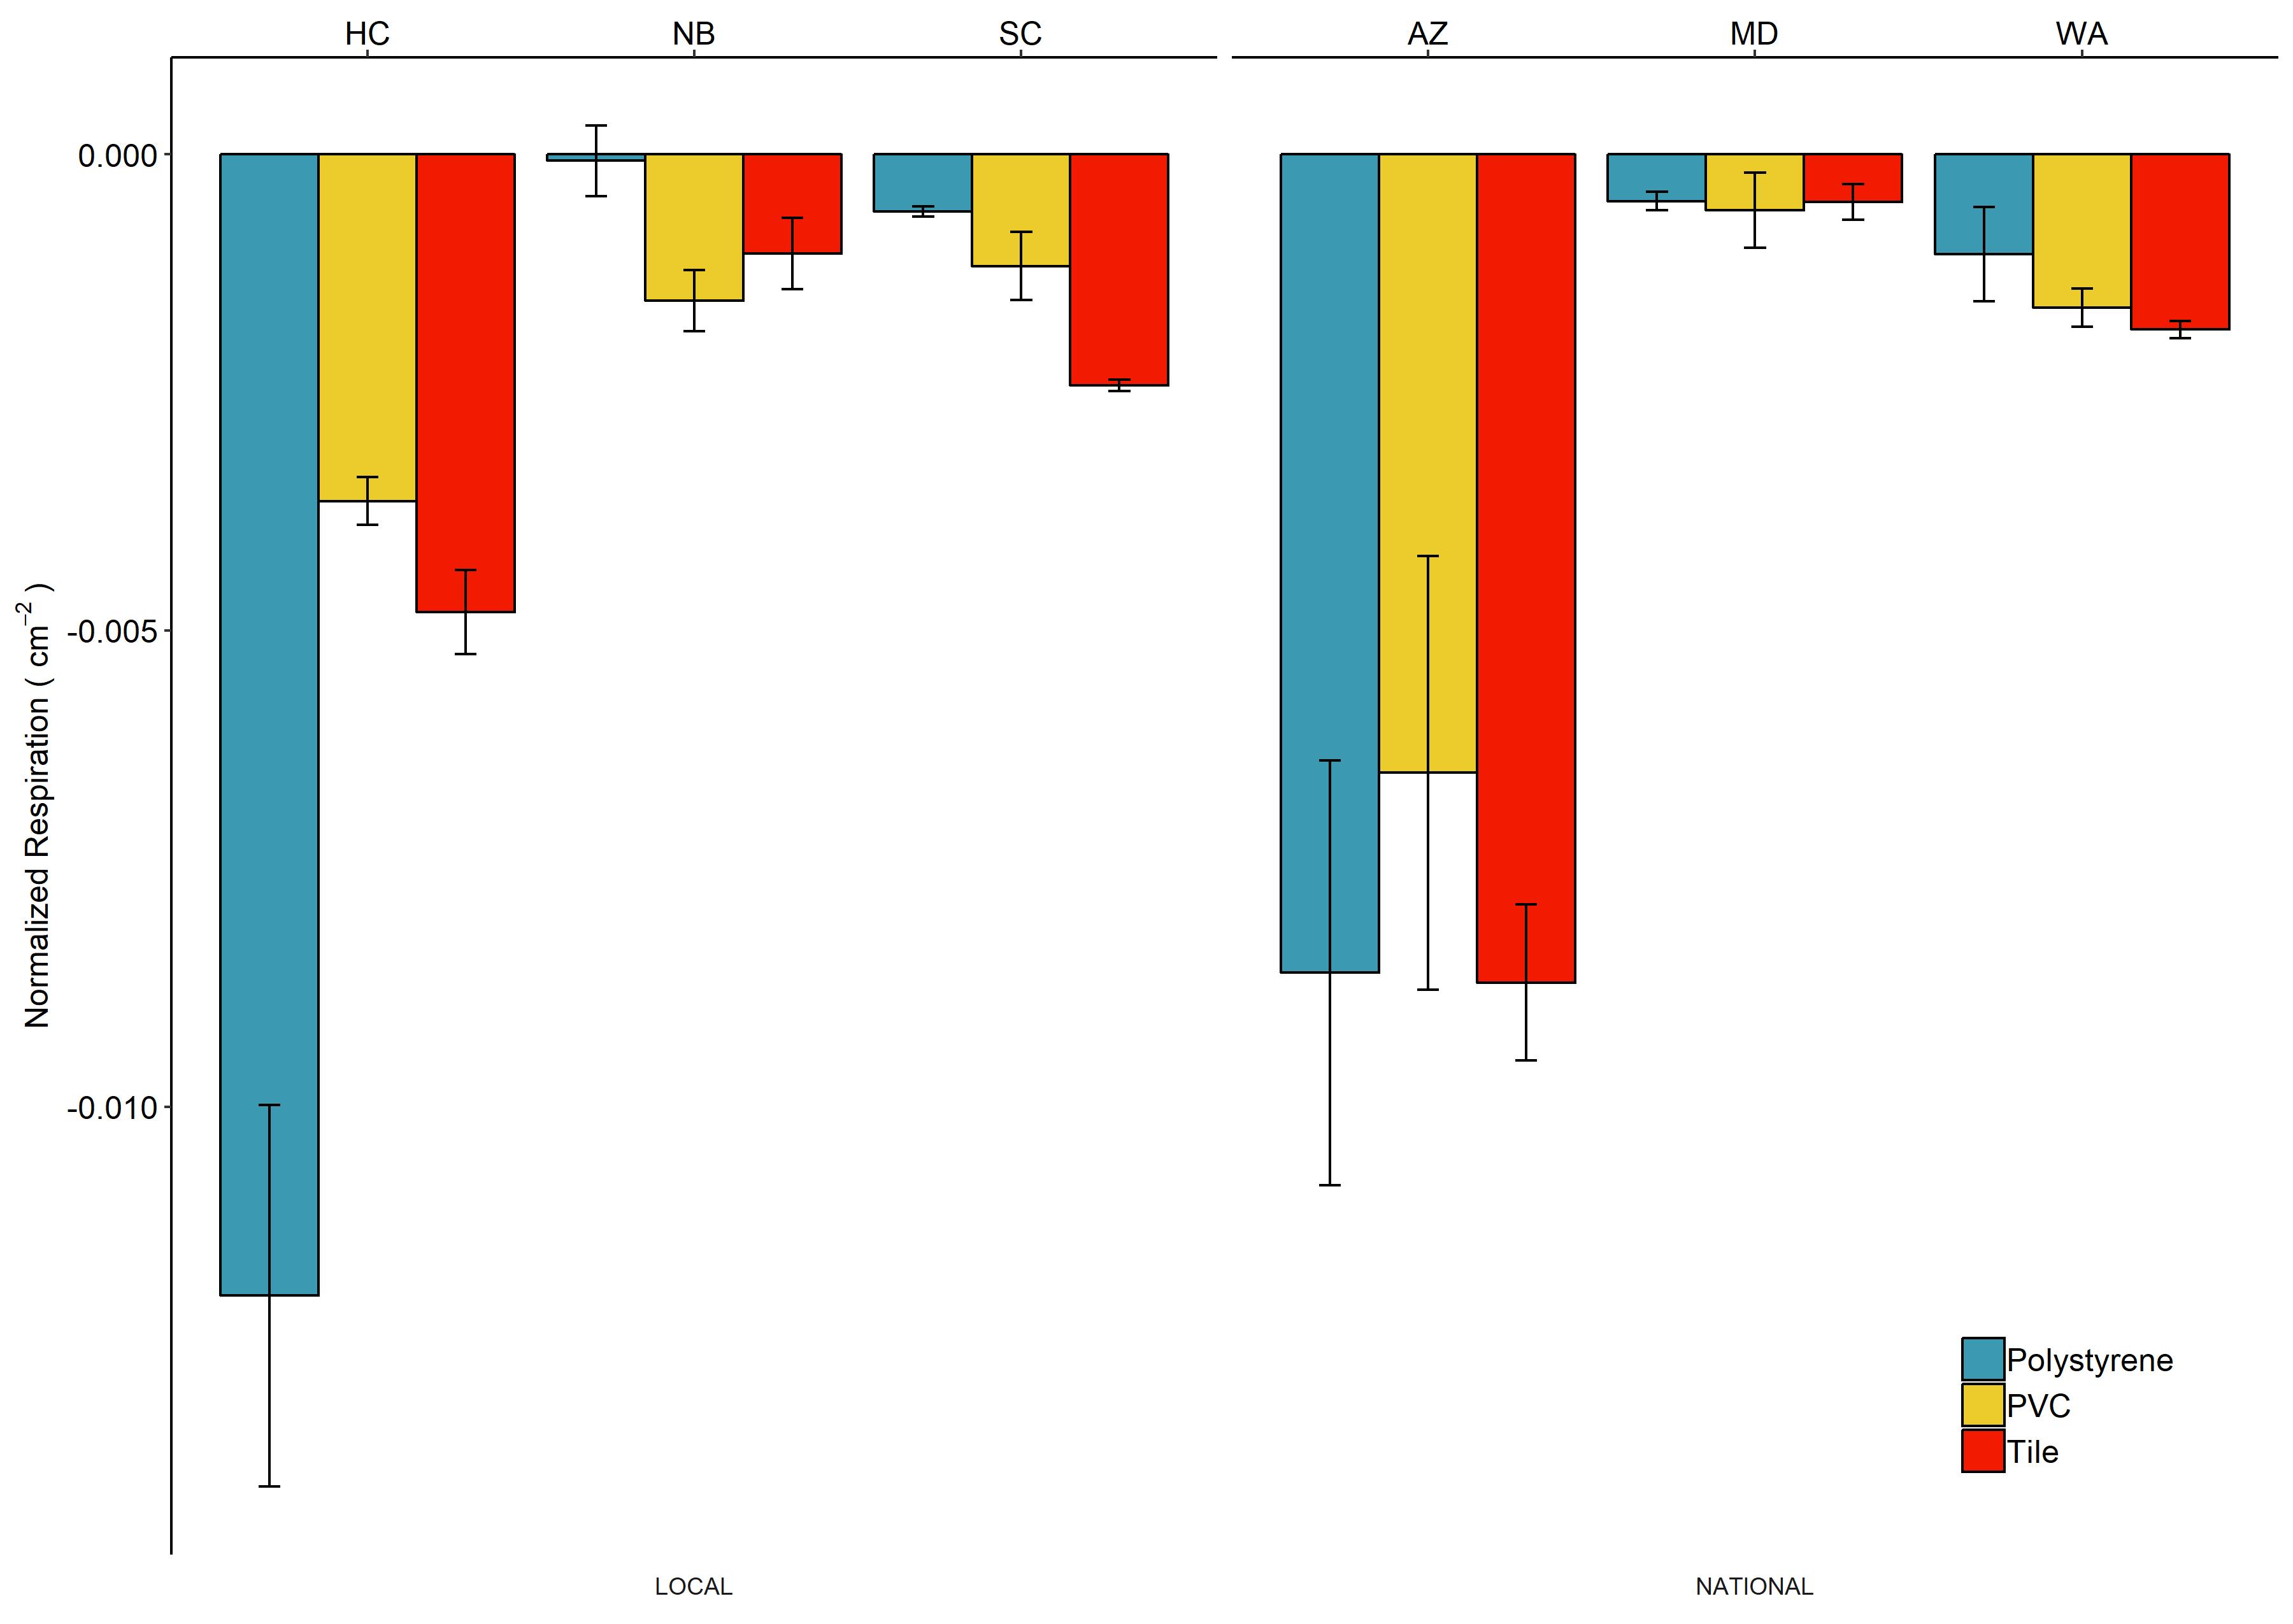 HC NB SC AZ MD WA
0.000
-0.005
-0.010
Normalized Respiration ( cm⁻² )
Polystyrene
PVC
Tile
LOCAL NATIONAL